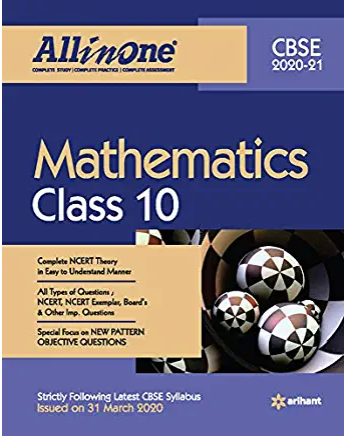 All in One®
COMPLETE STUDY | COMPLETE PRACTICE | COMPLETE ASSESSMENT
CBSE
2020-21
Mathematics
Class 10
Complete NCERT Theory
in Easy to Understand Manner
All Types of Questions ;
NCERT, NCERT Exemplar, Board's
& Other Imp. Questions
Special Focus on NEW PATTERN
OBJECTIVE QUESTIONS
Strictly Following Latest CBSE Syllabus
Issued on 31 March 2020
arihant